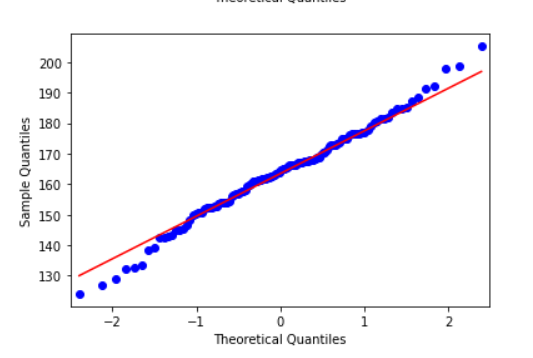 Theoretical Quantiles
200
190
180
170
160
150
140
130
Sample Quantiles
−2 −1 0 1 2
Theoretical Quantiles